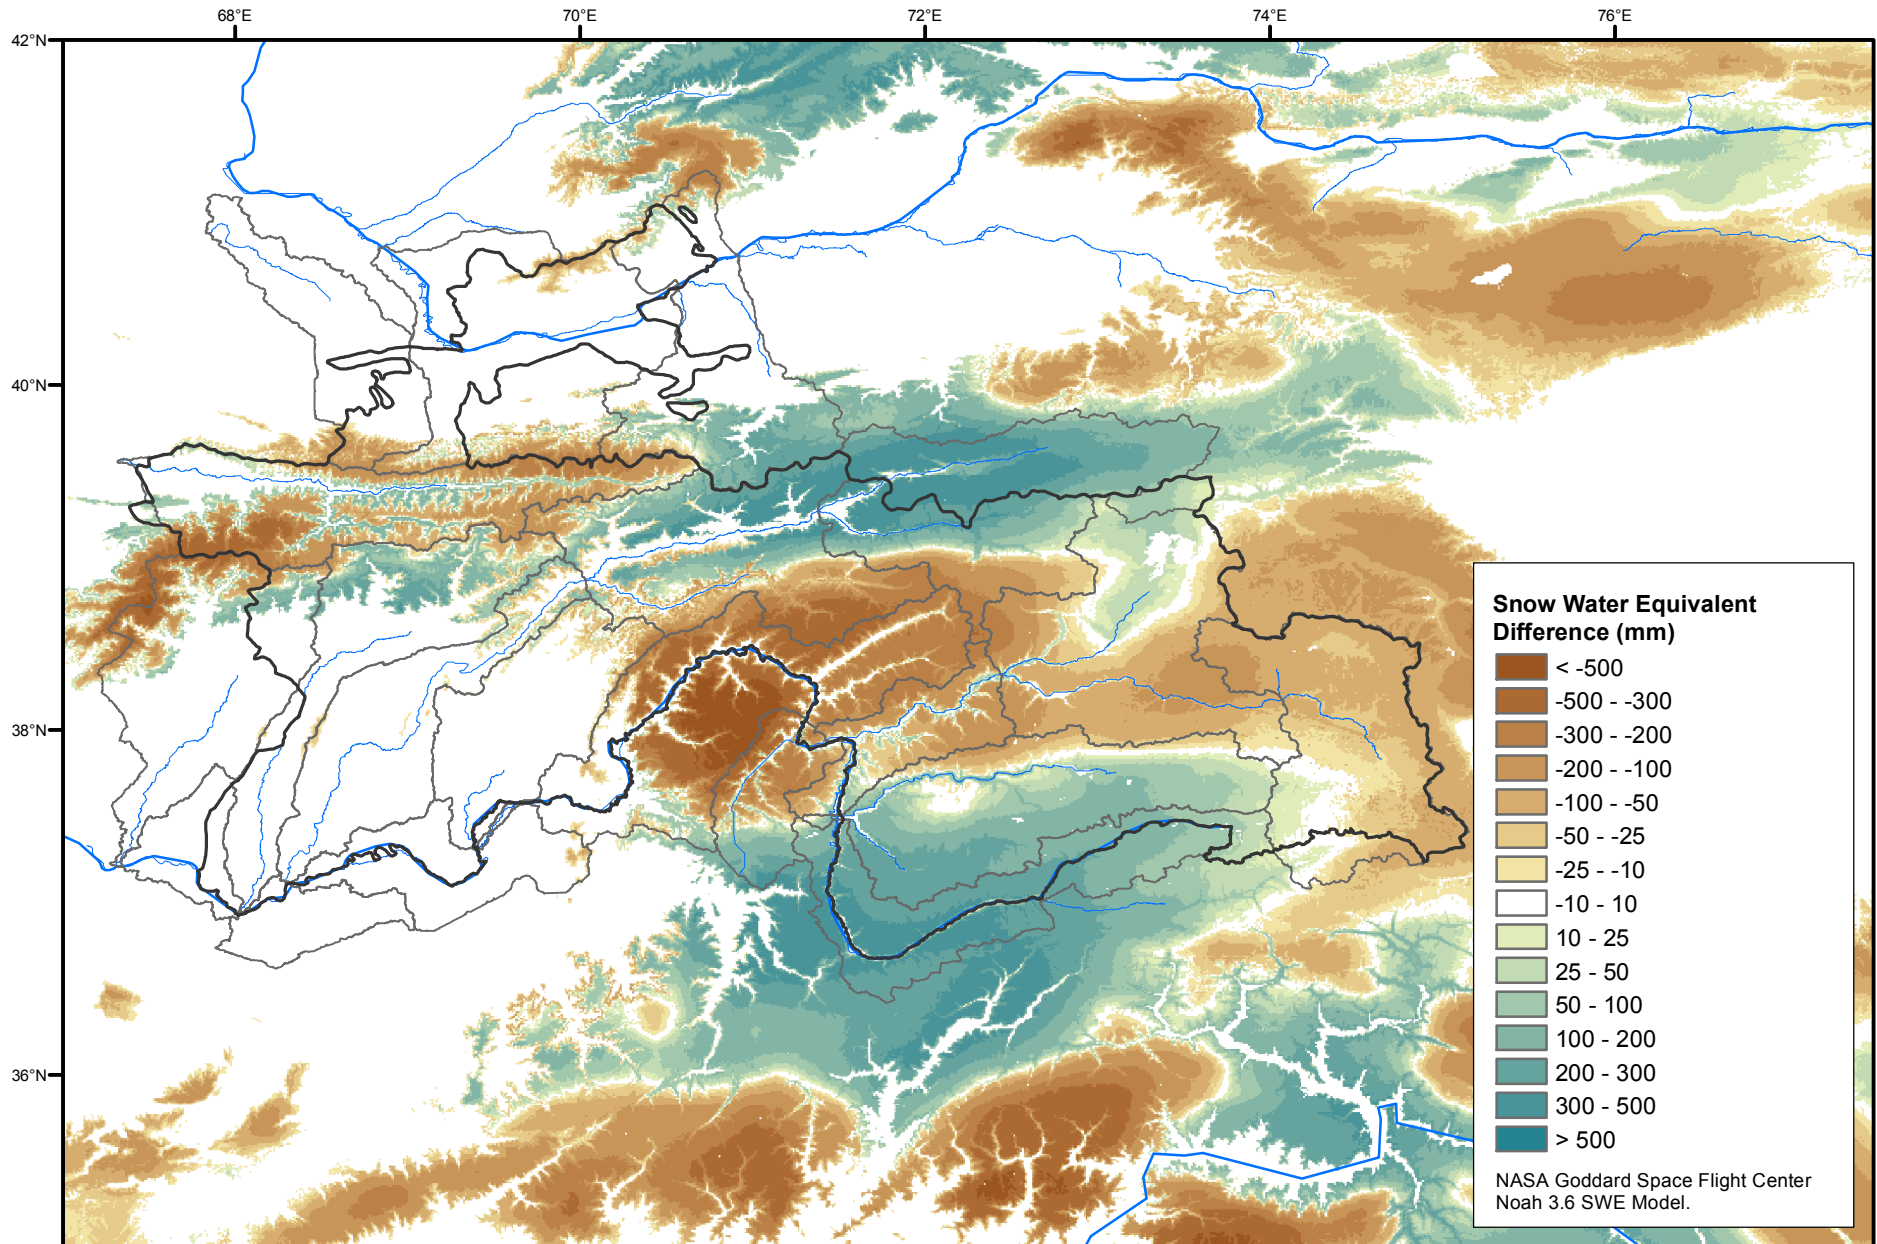 68°E
70°E
72°E
74°E
76°E
42°N
40°N
38°N
36°N
Snow Water Equivalent
Difference (mm)
< -500
-500 - -300
-300 - -200
-200 - -100
-100 - -50
-50 - -25
-25 - -10
-10 - 10
10 - 25
25 - 50
50 - 100
100 - 200
200 - 300
300 - 500
> 500
NASA Goddard Space Flight Center
Noah 3.6 SWE Model.